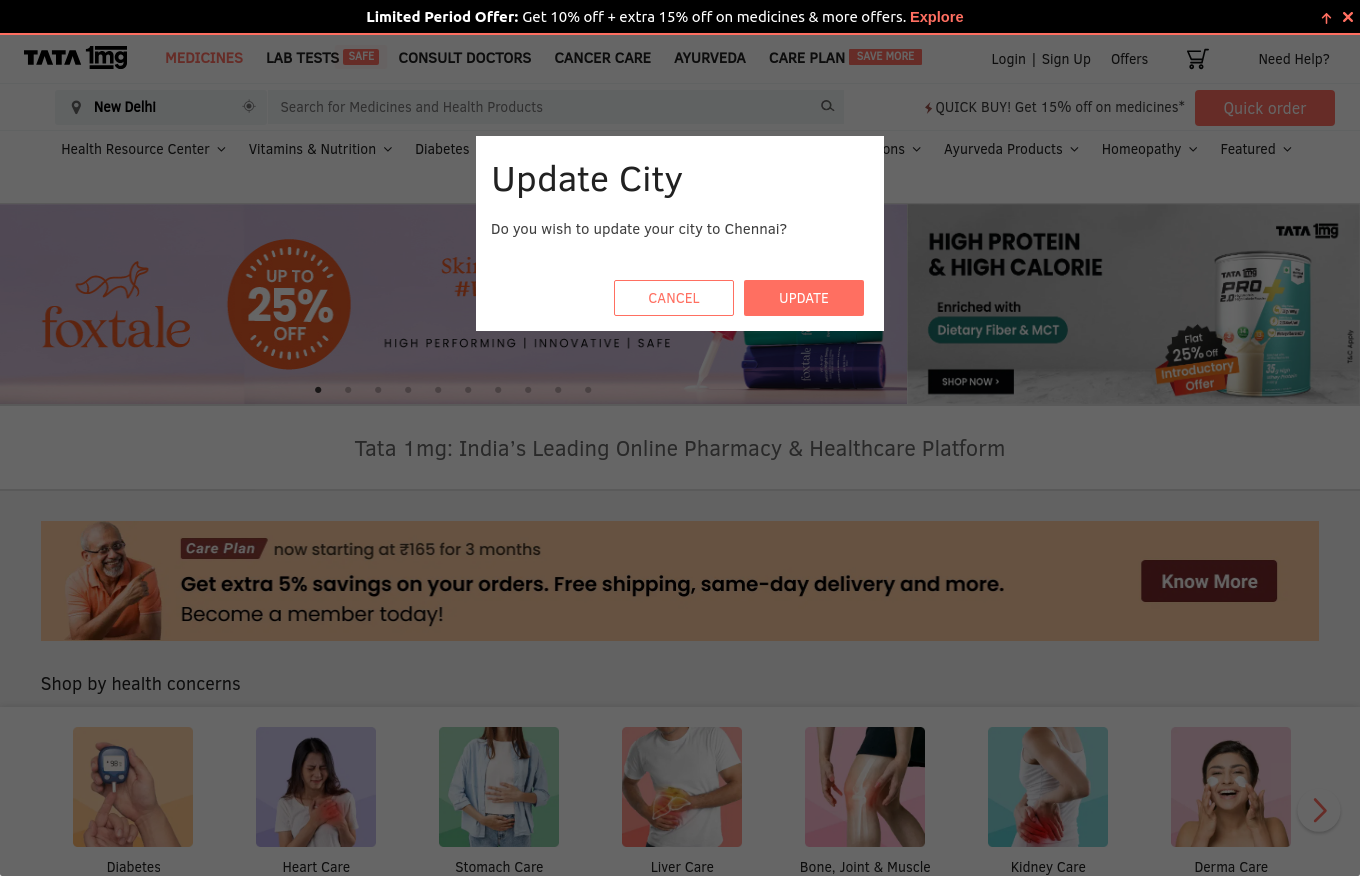 Limited Period Offer: Get 10% off + extra 15% off on medicines & more offers. Explore
TATA 1mg
MEDICINES
LAB TESTS SAFE
CONSULT DOCTORS
CANCER CARE
AYURVEDA
CARE PLAN SAVE MORE
Login | Sign Up
Offers
Need Help?
New Delhi
Search for Medicines and Health Products
QUICK BUY! Get 15% off on medicines*
Quick order
Health Resource Center
Vitamins & Nutrition
Diabetes
Ayurveda Products
Homeopathy
Featured
Update City
Do you wish to update your city to Chennai?
CANCEL
UPDATE
foxtale
UP TO
25%
OFF
HIGH PERFORMING | INNOVATIVE | SAFE
foxtale
TATA 1mg
HIGH PROTEIN
& HIGH CALORIE
Enriched with
Dietary Fiber & MCT
SHOP NOW >
Flat
25% off
Introductory
Offer
TATA 1mg
PRO+
2.0
T&C Apply
Tata 1mg: India's Leading Online Pharmacy & Healthcare Platform
Care Plan now starting at ₹165 for 3 months
Get extra 5% savings on your orders. Free shipping, same-day delivery and more.
Become a member today!
Know More
Shop by health concerns
Diabetes
Heart Care
Stomach Care
Liver Care
Bone, Joint & Muscle
Kidney Care
Derma Care